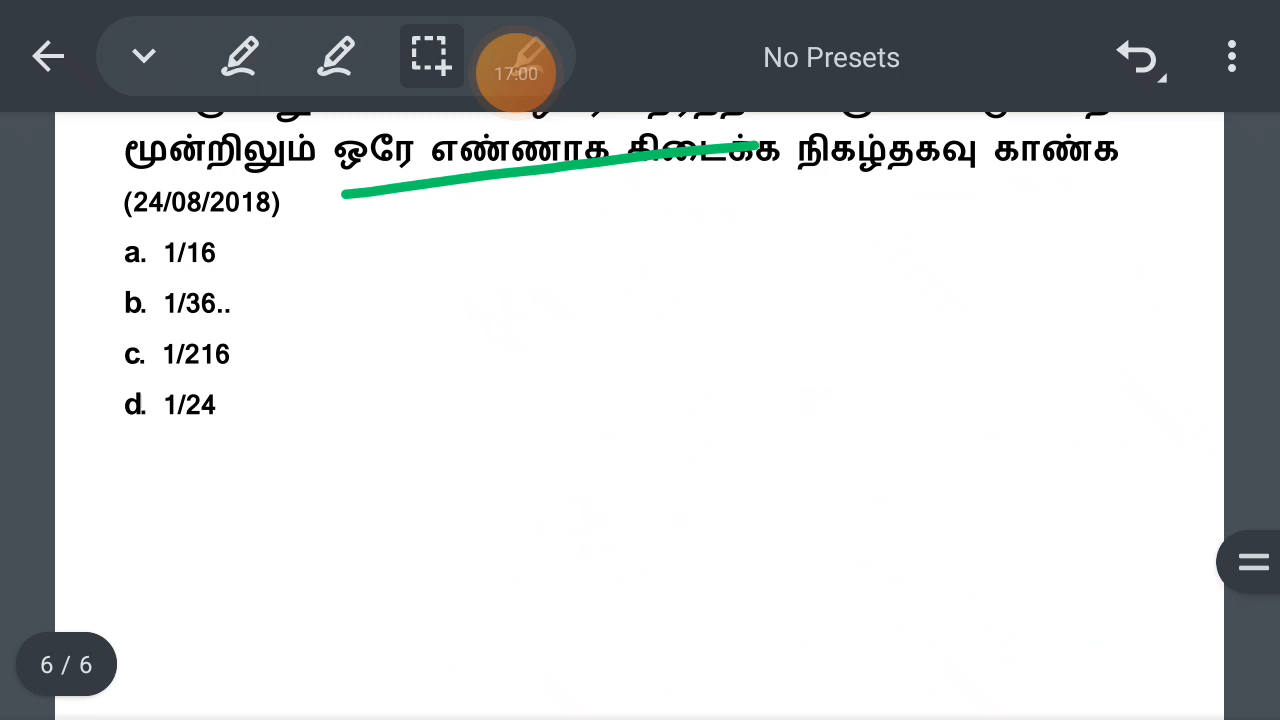 No Presets
17:00
மூன்றிலும் ஒரே எண்ணாக கிடைக்க நிகழ்தகவு காண்க
(24/08/2018)
a. 1/16
b. 1/36..
c. 1/216
d. 1/24
6 / 6